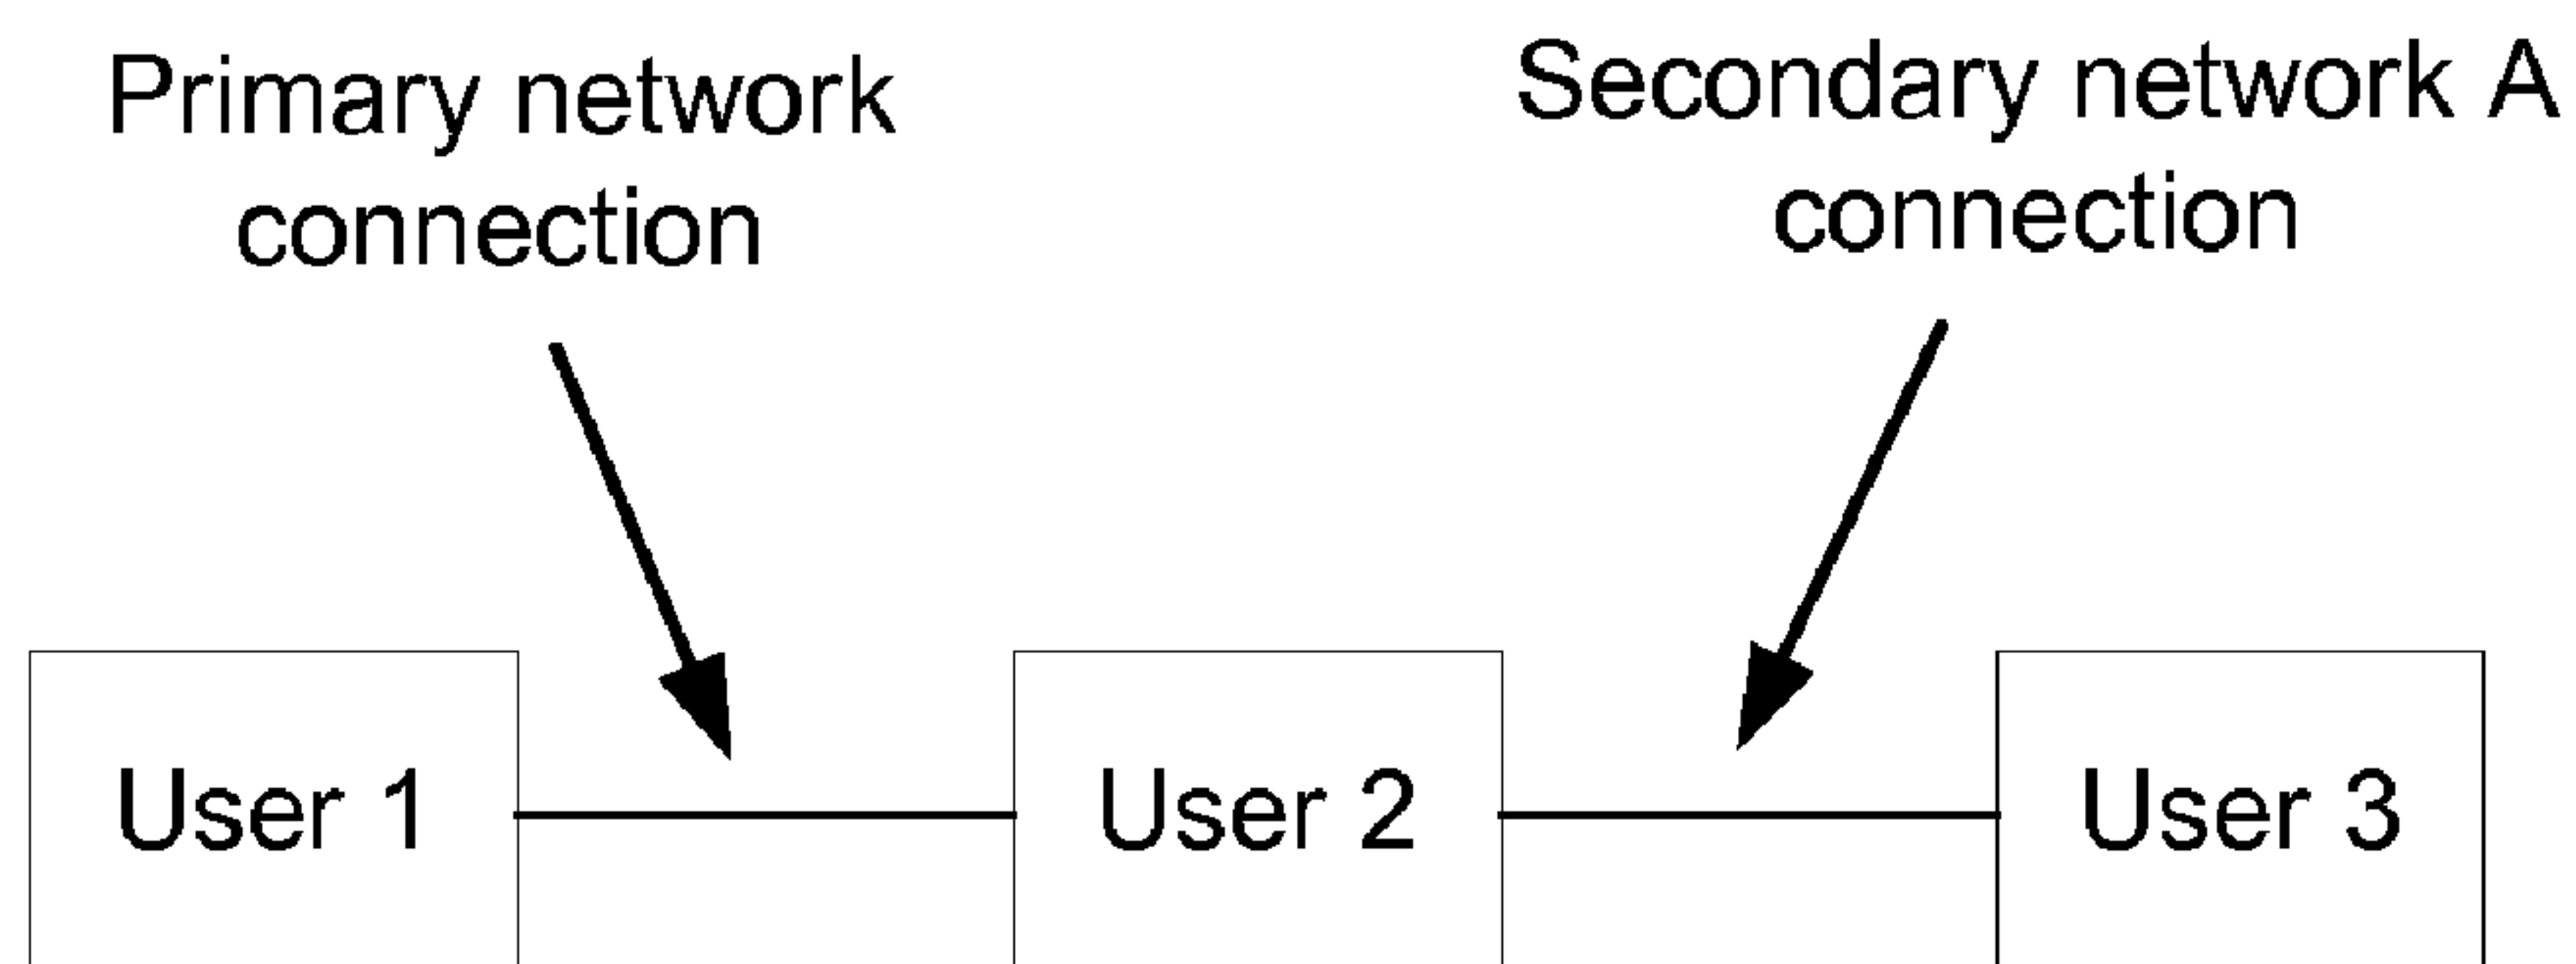 Primary network
connection
Secondary network A
connection
User 1
User 2
User 3